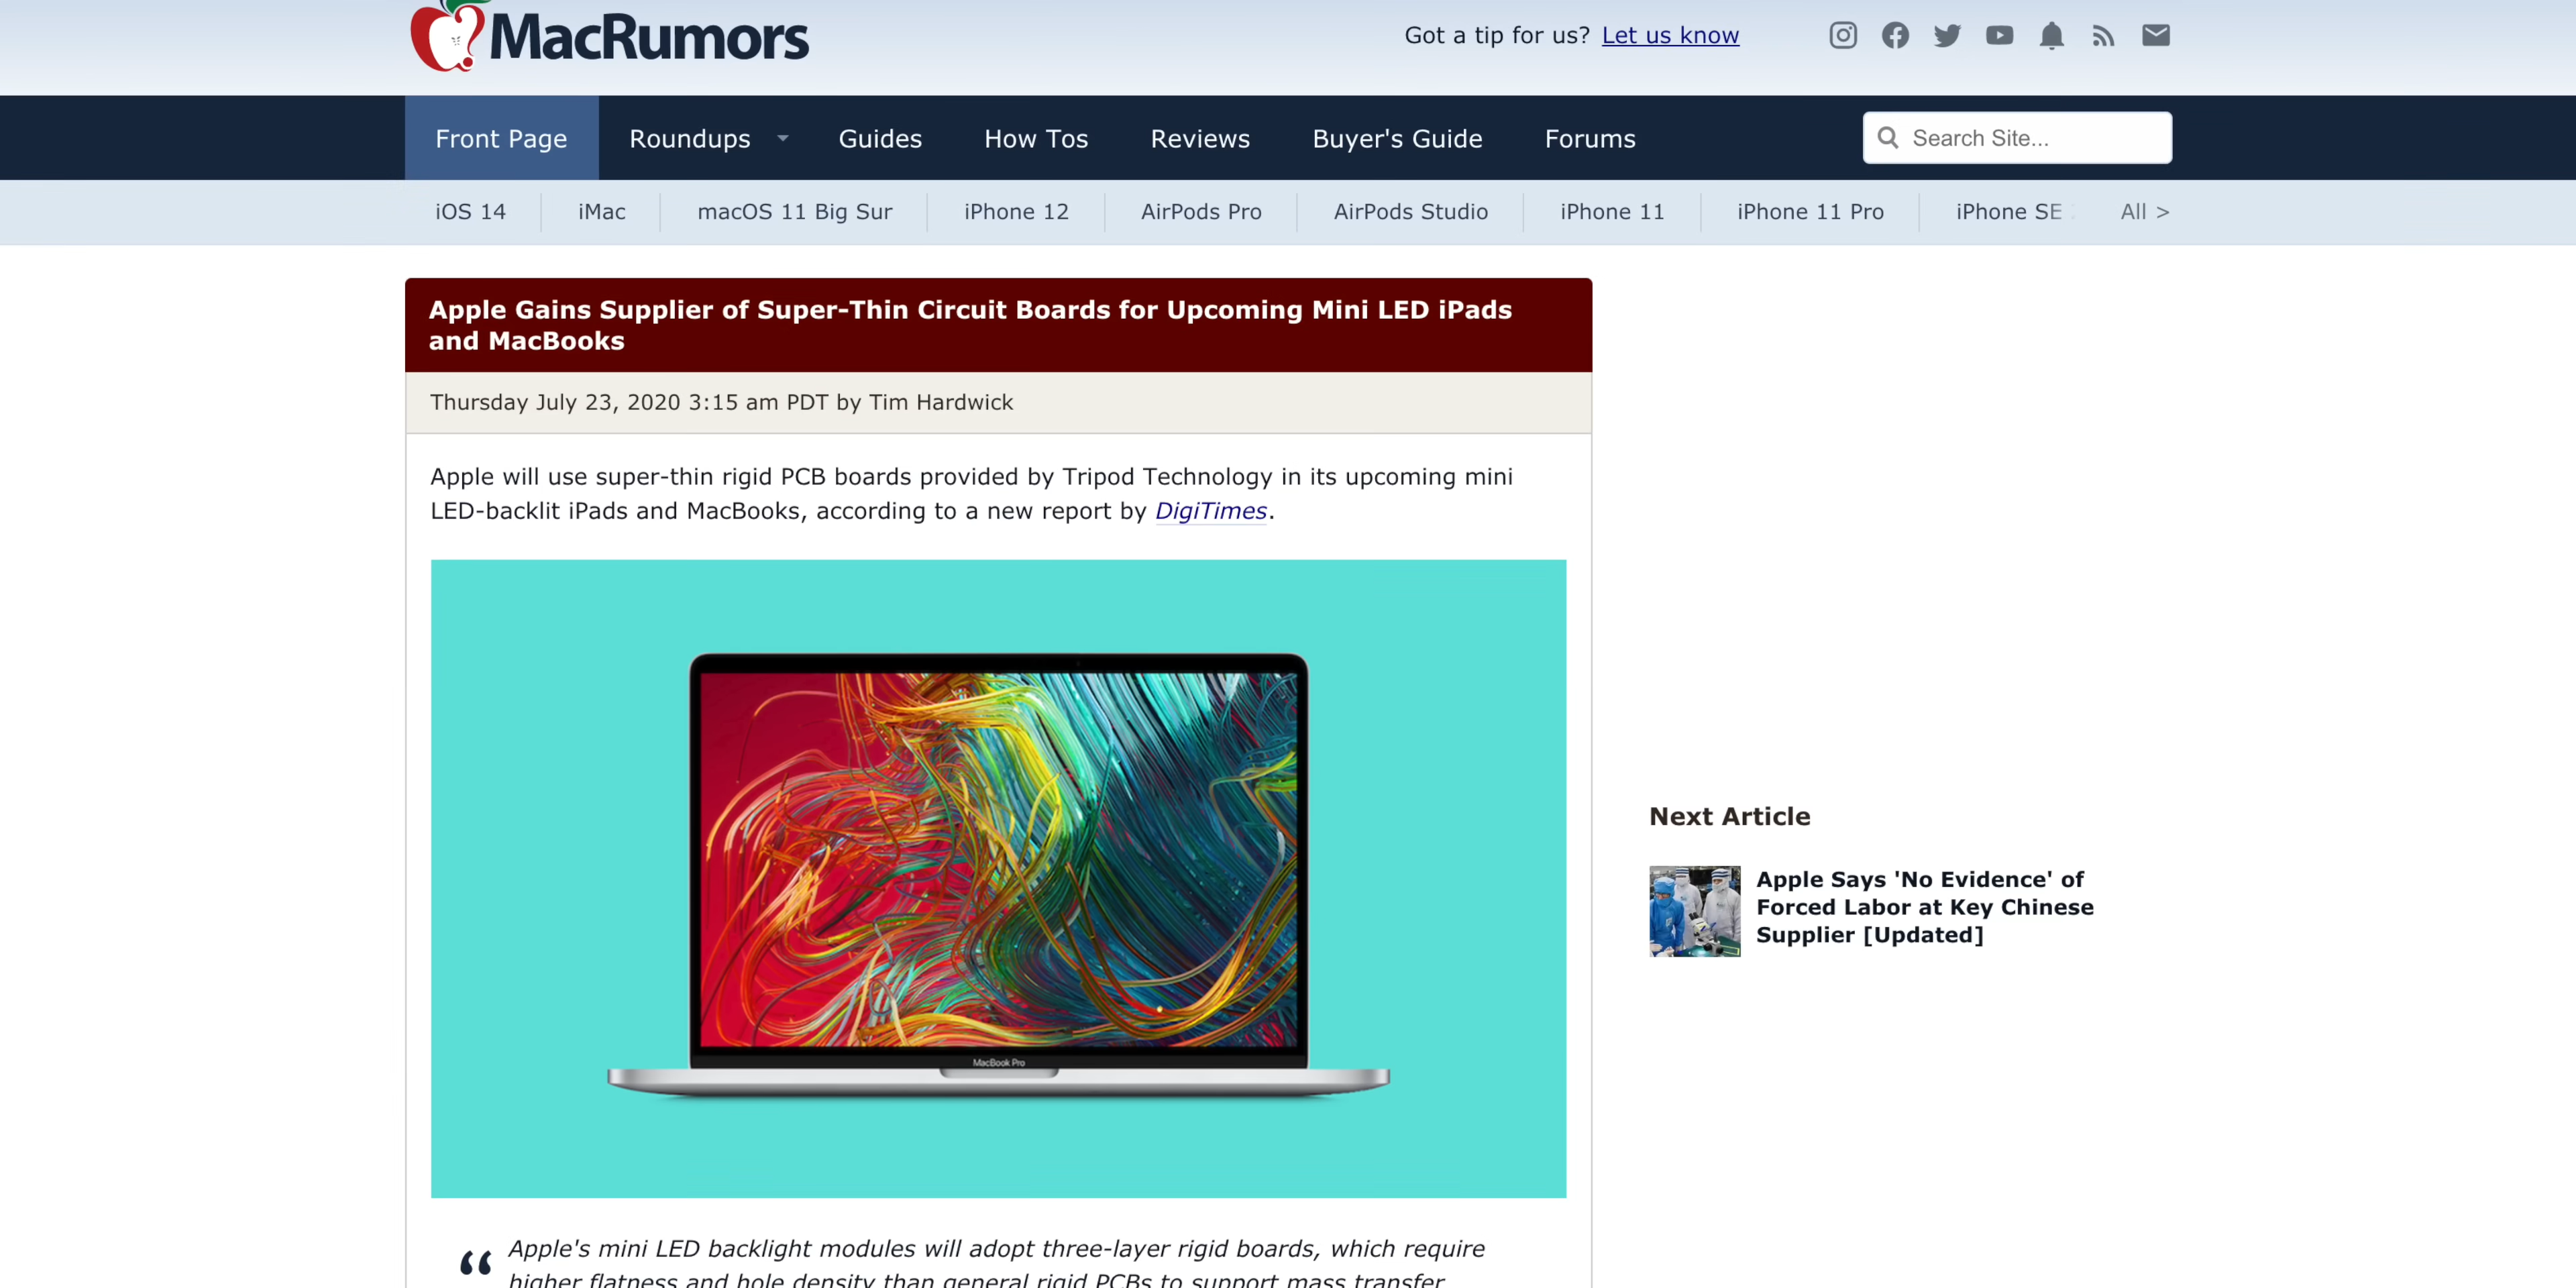 MacRumors
Got a tip for us? Let us know
Front Page
Roundups
Guides
How Tos
Reviews
Buyer's Guide
Forums
Search Site...
iOS 14
iMac
macOS 11 Big Sur
iPhone 12
AirPods Pro
AirPods Studio
iPhone 11
iPhone 11 Pro
iPhone SE
All >
Apple Gains Supplier of Super-Thin Circuit Boards for Upcoming Mini LED iPads
and MacBooks
Thursday July 23, 2020 3:15 am PDT by Tim Hardwick
Apple will use super-thin rigid PCB boards provided by Tripod Technology in its upcoming mini
LED-backlit iPads and MacBooks, according to a new report by DigiTimes.
MacBook Pro
Next Article
Apple Says 'No Evidence' of
Forced Labor at Key Chinese
Supplier [Updated]
“ Apple's mini LED backlight modules will adopt three-layer rigid boards, which require
higher flatness and hole density than general rigid PCBs to support mass transfer